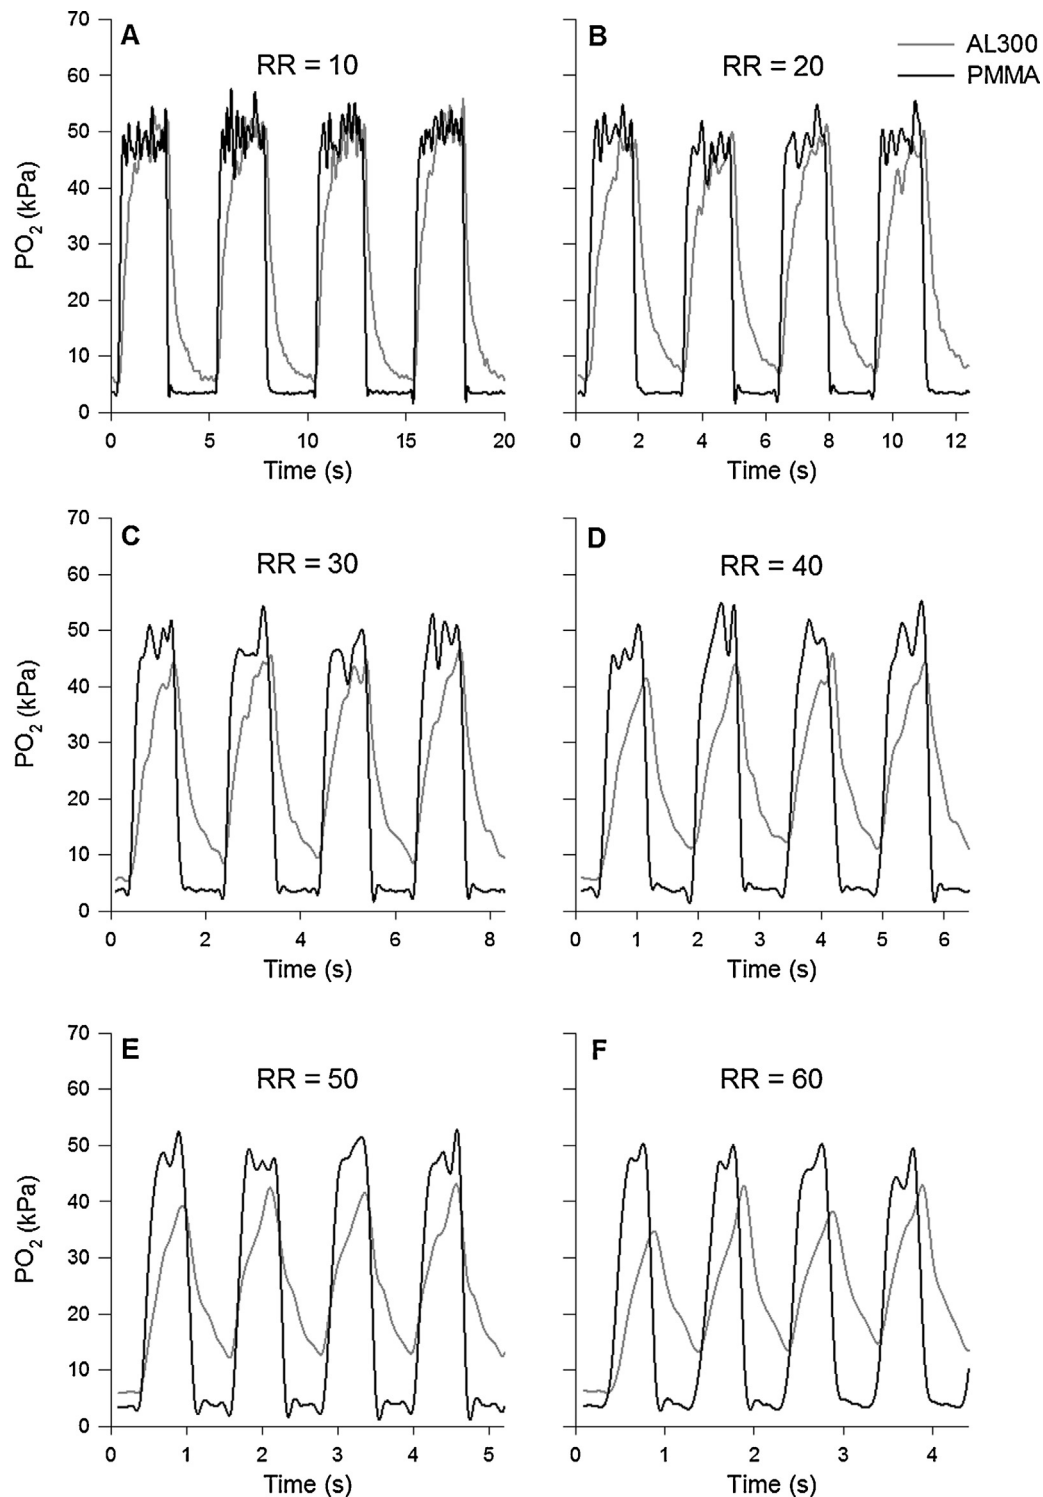 A
RR = 10
70
60
50
40
30
20
10
0
PO2 (kPa)
0 5 10 15 20
Time (s)
B
RR = 20
AL300
PMMA
0 2 4 6 8 10 12
Time (s)
C
RR = 30
70
60
50
40
30
20
10
0
PO2 (kPa)
0 2 4 6 8
Time (s)
D
RR = 40
0 1 2 3 4 5 6
Time (s)
E
RR = 50
70
60
50
40
30
20
10
0
PO2 (kPa)
0 1 2 3 4 5
Time (s)
F
RR = 60
0 1 2 3 4
Time (s)